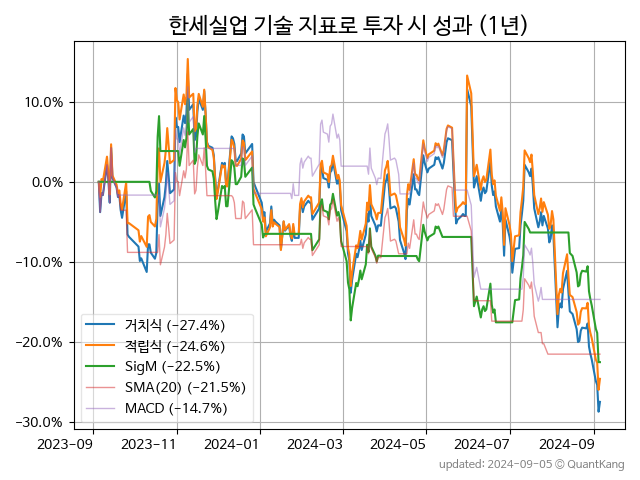 한세실업 기술 지표로 투자 시 성과 (1년)
10.0%
0.0%
−10.0%
−20.0%
−30.0%
거치식 (−27.4%)
적립식 (−24.6%)
SigM (−22.5%)
SMA(20) (−21.5%)
MACD (−14.7%)
2023-09 2023-11 2024-01 2024-03 2024-05 2024-07 2024-09
updated: 2024-09-05 © QuantKang